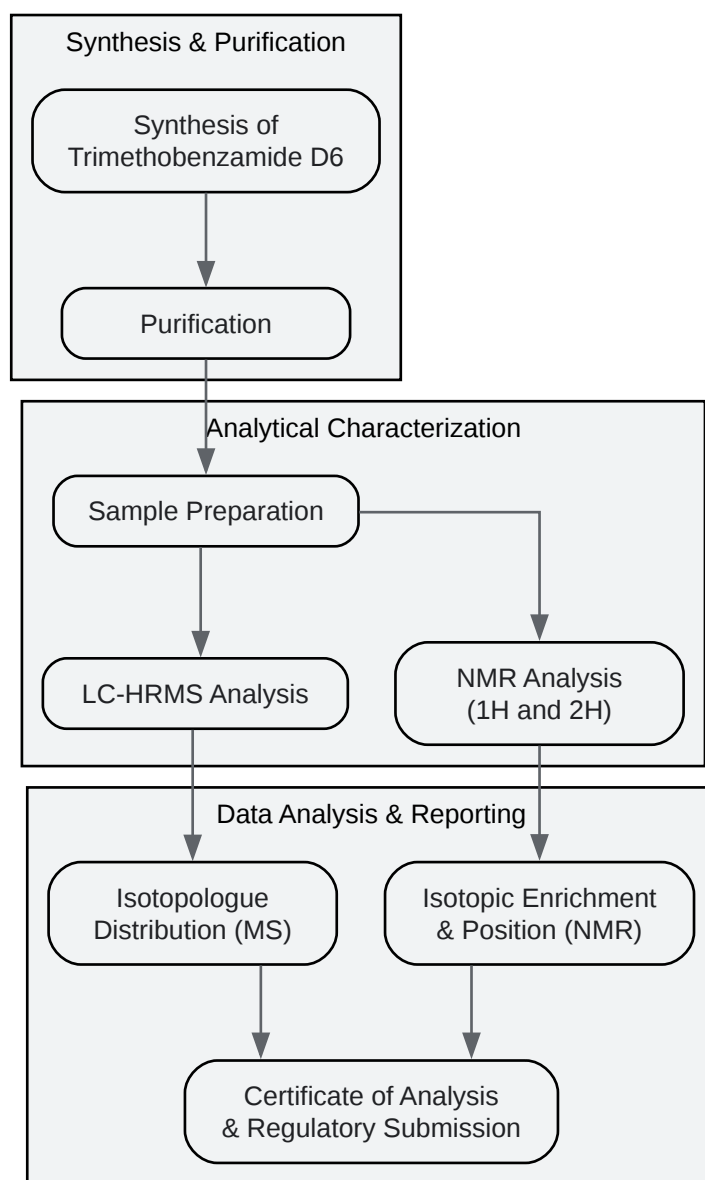 Synthesis & Purification
Synthesis of
Trimethobenzamide D6
Purification
Analytical Characterization
Sample Preparation
LC-HRMS Analysis
NMR Analysis
(1H and 2H)
Data Analysis & Reporting
Isotopologue
Distribution (MS)
Isotopic Enrichment
& Position (NMR)
Certificate of Analysis
& Regulatory Submission